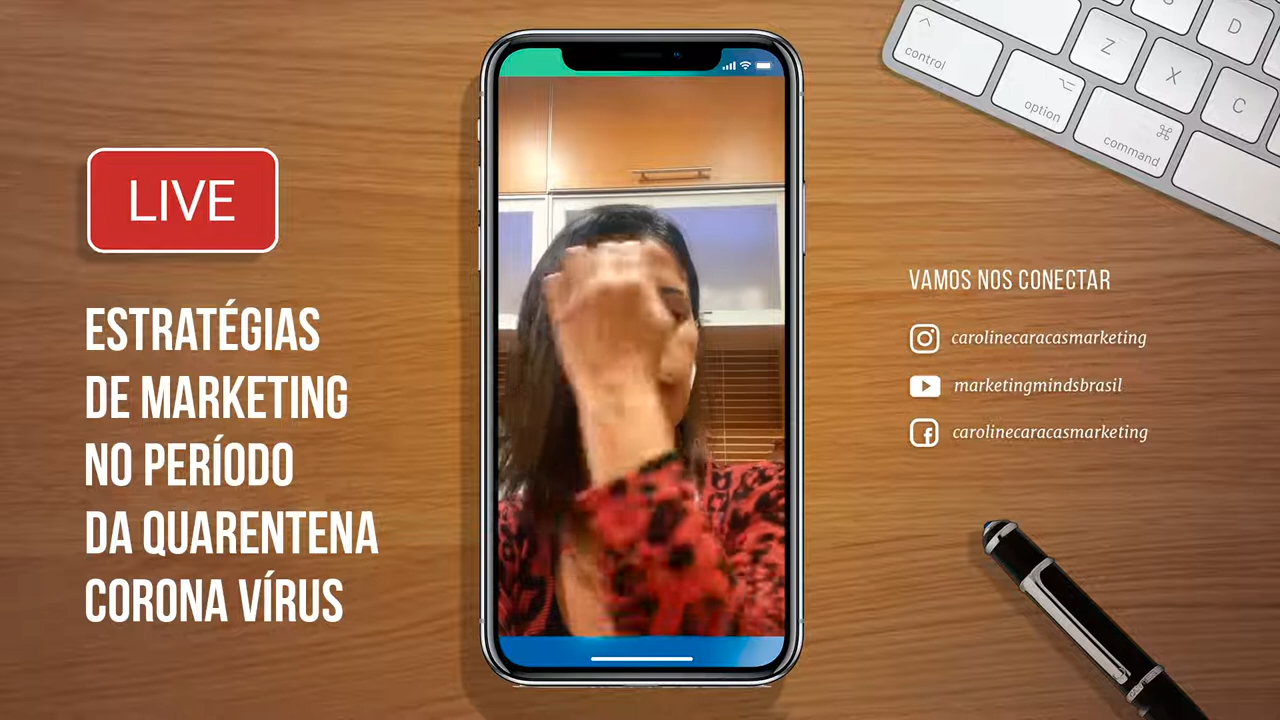 LIVE
ESTRATÉGIAS
DE MARKETING
NO PERÍODO
DA QUARENTENA
CORONA VÍRUS
VAMOS NOS CONECTAR
carolinecaracasmarketing
marketingmindsbrasil
carolinecaracasmarketing
control
option
⌘
command
Z
X
D
C